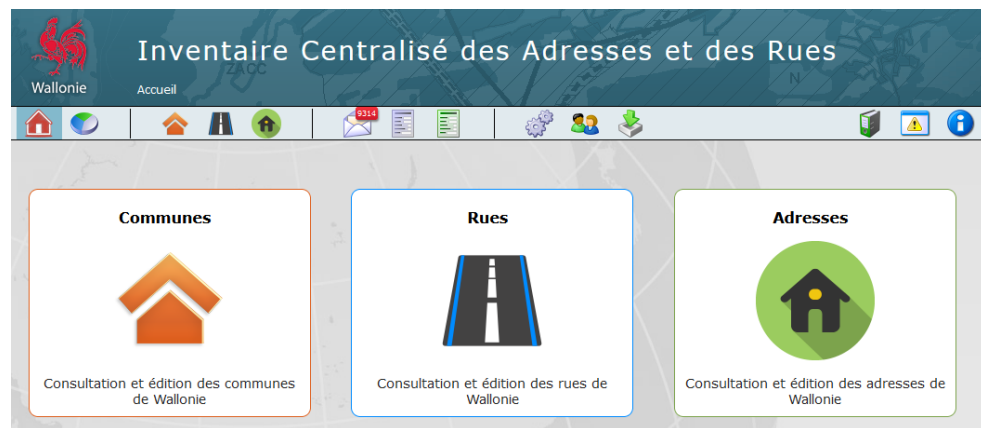 Inventaire Centralisé des Adresses et des Rues
ZACC
N
Wallonie
Accueil
9314
Communes
Rues
Adresses
Consultation et édition des communes
de Wallonie
Consultation et édition des rues de
Wallonie
Consultation et édition des adresses de
Wallonie